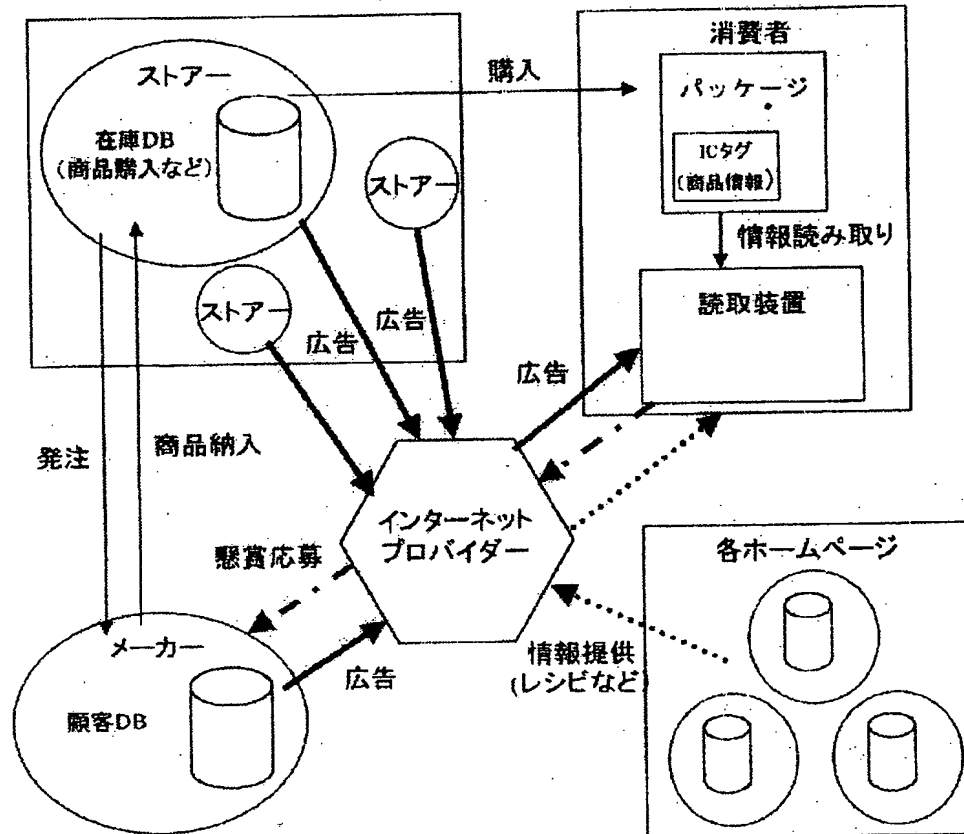 ストアー
在庫DB
(商品購入など)
ストアー
ストアー
購入
消費者
パッケージ
ICタグ
(商品情報)
情報読み取り
読取装置
広告
広告
広告
発注
商品納入
インターネット
プロバイダー
懸賞応募
メーカー
顧客DB
広告
各ホームページ
情報提供
(レシピなど)